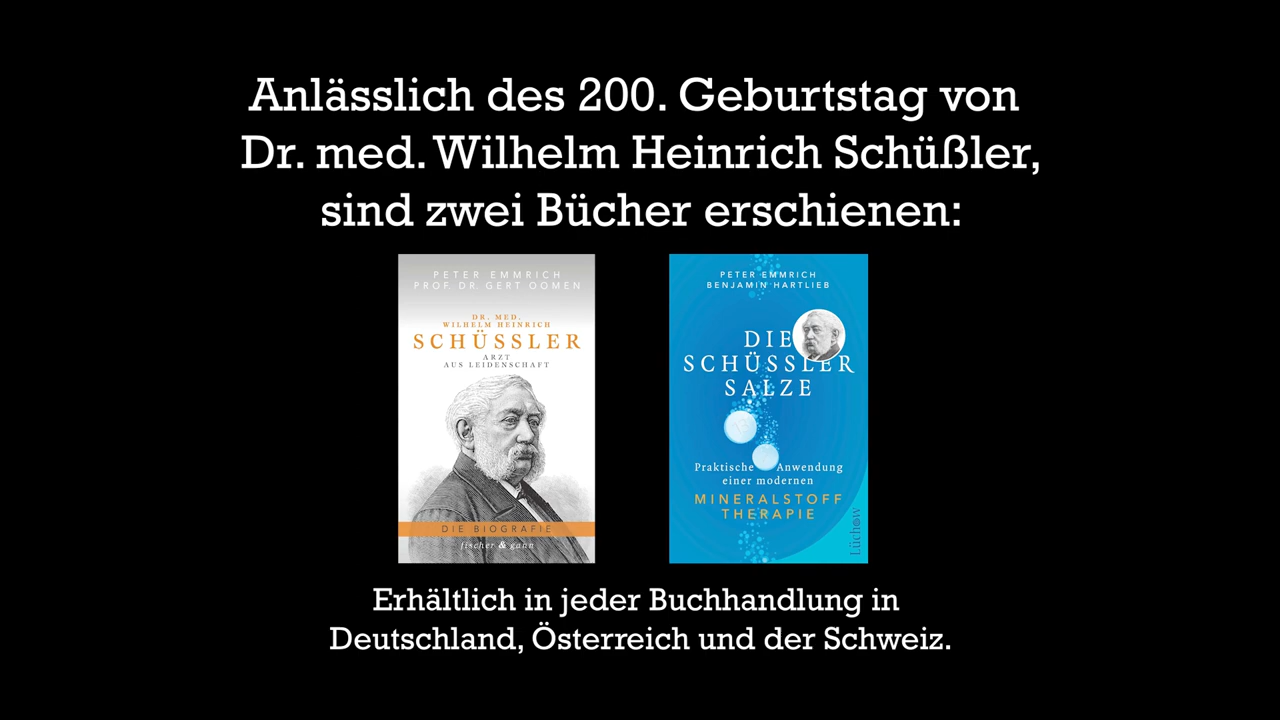 Anlässlich des 200. Geburtstag von
Dr. med. Wilhelm Heinrich Schüßler,
sind zwei Bücher erschienen:
PETER EMMRICH
PROF. DR. GERT OOMEN
DR. MED.
WILHELM HEINRICH
SCHÜSSLER
ARZT
AUS LEIDENSCHAFT
DIE BIOGRAFIE
fischer & gann
PETER EMMRICH
BENJAMIN HARTLIEB
DIE
SCHÜSSLER
SALZE
Praktische Anwendung
einer modernen
MINERALSTOFF
THERAPIE
Lüchow
Erhältlich in jeder Buchhandlung in
Deutschland, Österreich und der Schweiz.